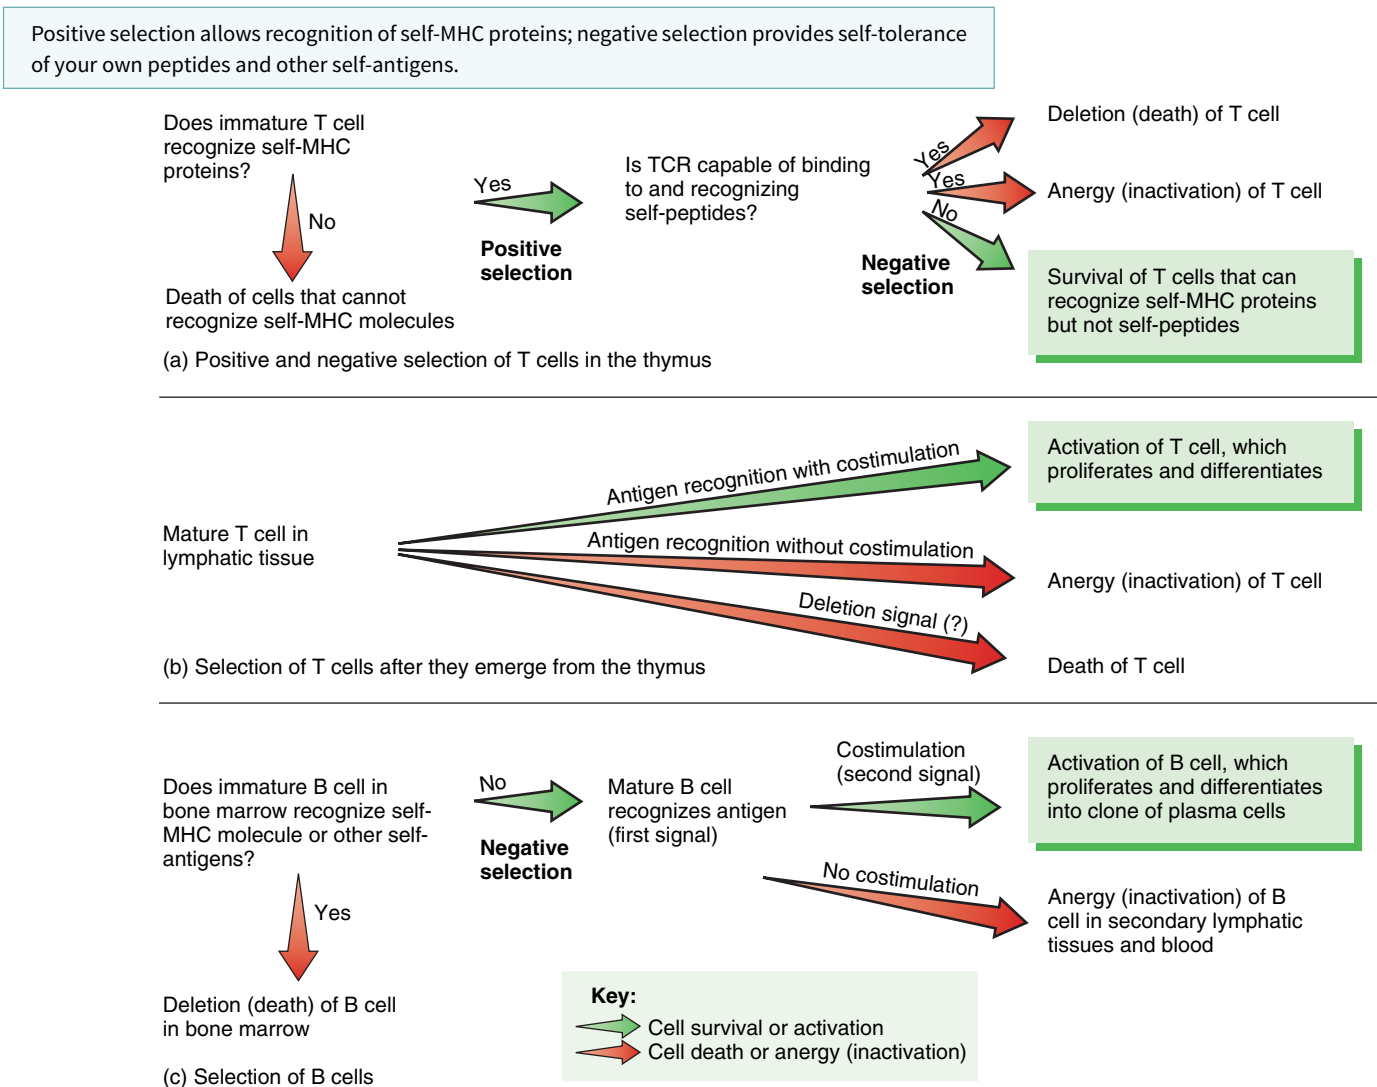 Positive selection allows recognition of self-MHC proteins; negative selection provides self-tolerance
of your own peptides and other self-antigens.
Does immature T cell
recognize self-MHC
proteins?
No
Death of cells that cannot
recognize self-MHC molecules
Yes
Positive
selection
Is TCR capable of binding
to and recognizing
self-peptides?
Yes
Yes
No
Negative
selection
Deletion (death) of T cell
Anergy (inactivation) of T cell
Survival of T cells that can
recognize self-MHC proteins
but not self-peptides
(a) Positive and negative selection of T cells in the thymus
Mature T cell in
lymphatic tissue
Antigen recognition with costimulation
Antigen recognition without costimulation
Deletion signal (?)
Activation of T cell, which
proliferates and differentiates
Anergy (inactivation) of T cell
Death of T cell
(b) Selection of T cells after they emerge from the thymus
Does immature B cell in
bone marrow recognize self-
MHC molecule or other self-
antigens?
Yes
Deletion (death) of B cell
in bone marrow
No
Negative
selection
Mature B cell
recognizes antigen
(first signal)
Costimulation
(second signal)
No costimulation
Activation of B cell, which
proliferates and differentiates
into clone of plasma cells
Anergy (inactivation) of B
cell in secondary lymphatic
tissues and blood
Key:
Cell survival or activation
Cell death or anergy (inactivation)
(c) Selection of B cells